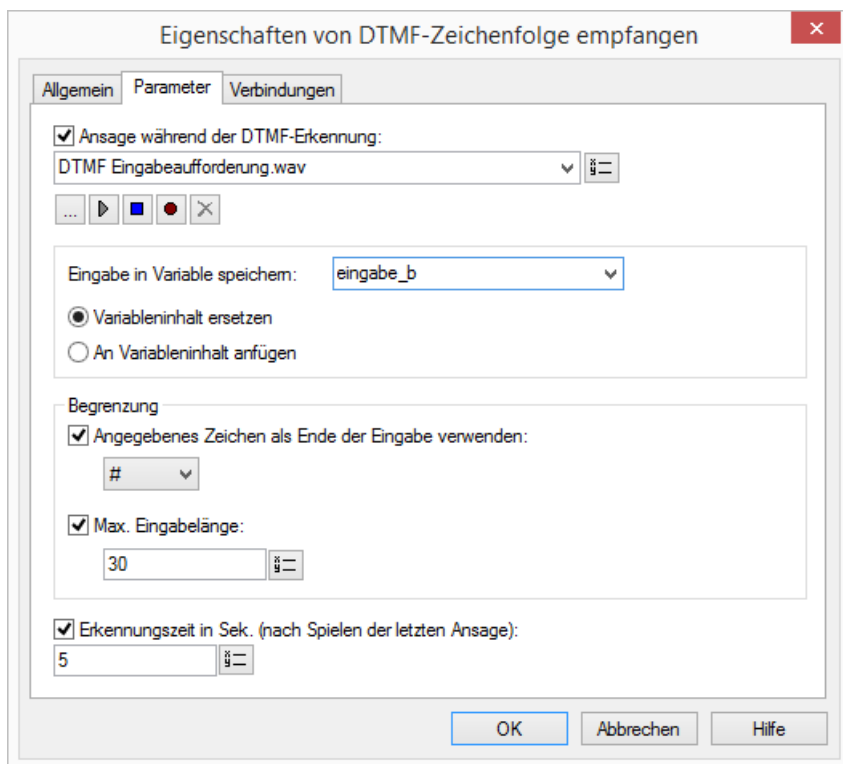 Eigenschaften von DTMF-Zeichenfolge empfangen
Allgemein Parameter Verbindungen
Ansage während der DTMF-Erkennung:
DTMF Eingabeaufforderung.wav
...
Eingabe in Variable speichern: eingabe_b
Variableninhalt ersetzen
An Variableninhalt anfügen
Begrenzung
Angegebenes Zeichen als Ende der Eingabe verwenden:
#
Max. Eingabelänge:
30
Erkennungszeit in Sek. (nach Spielen der letzten Ansage):
5
OK Abbrechen Hilfe